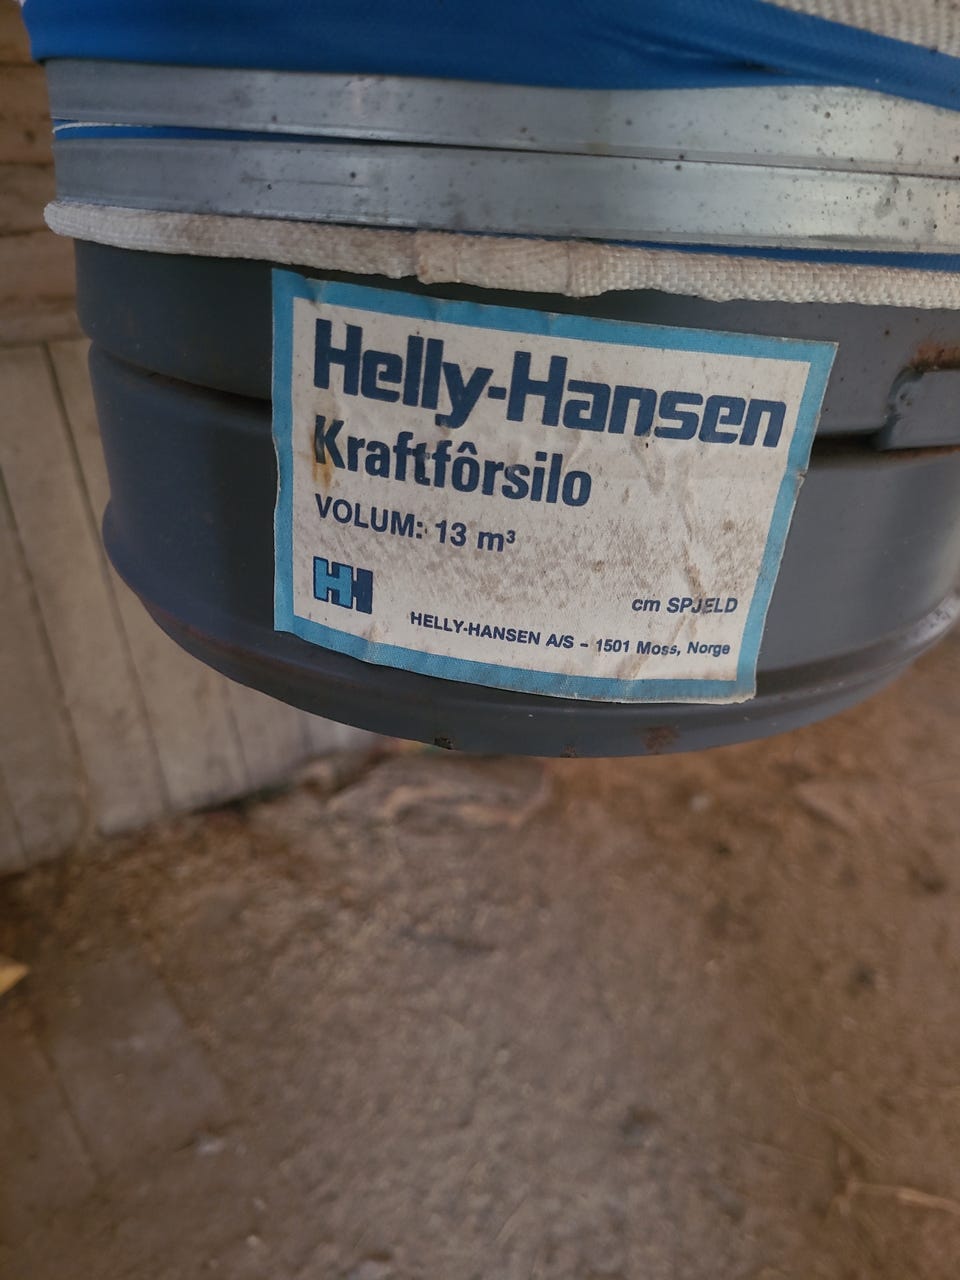 Helly-Hansen
Kraftfôrsilo
VOLUM: 13 m³
cm SPJELD
HH
HELLY-HANSEN A/S - 1501 Moss, Norge